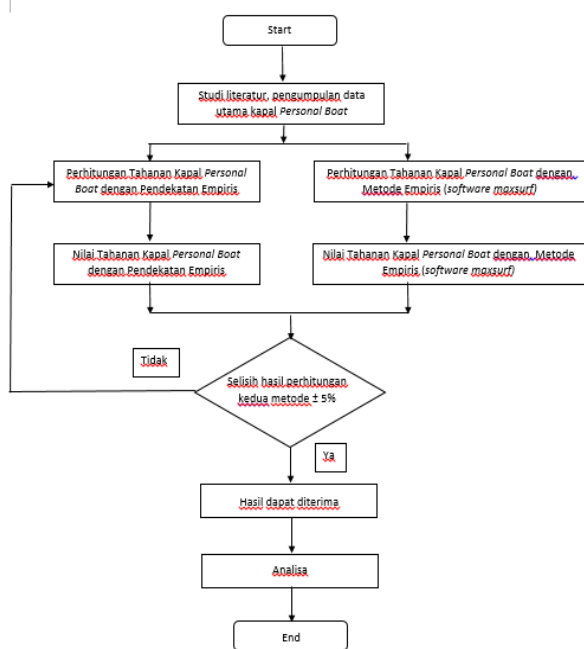 Start
Studi literatur, pengumpulan data
utama kapal Personal Boat
Perhitungan Tahanan Kapal Personal
Boat dengan Pendekatan Empiris
Perhitungan Tahanan Kapal Personal Boat dengan
Metode Empiris (software maxsurf)
Nilai Tahanan Kapal Personal Boat
dengan Pendekatan Empiris
Nilai Tahanan Kapal Personal Boat dengan Metode
Empiris (software maxsurf)
Tidak
Selisih hasil perhitungan
kedua metode ± 5%
Ya
Hasil dapat diterima
Analisa
End